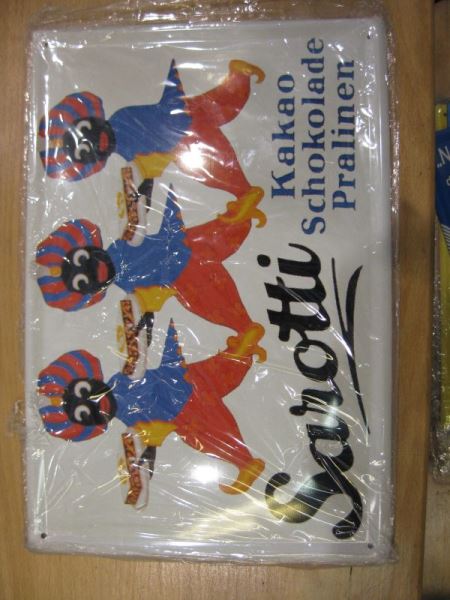 Kakao
Schokolade
Pralinen
Sarotti